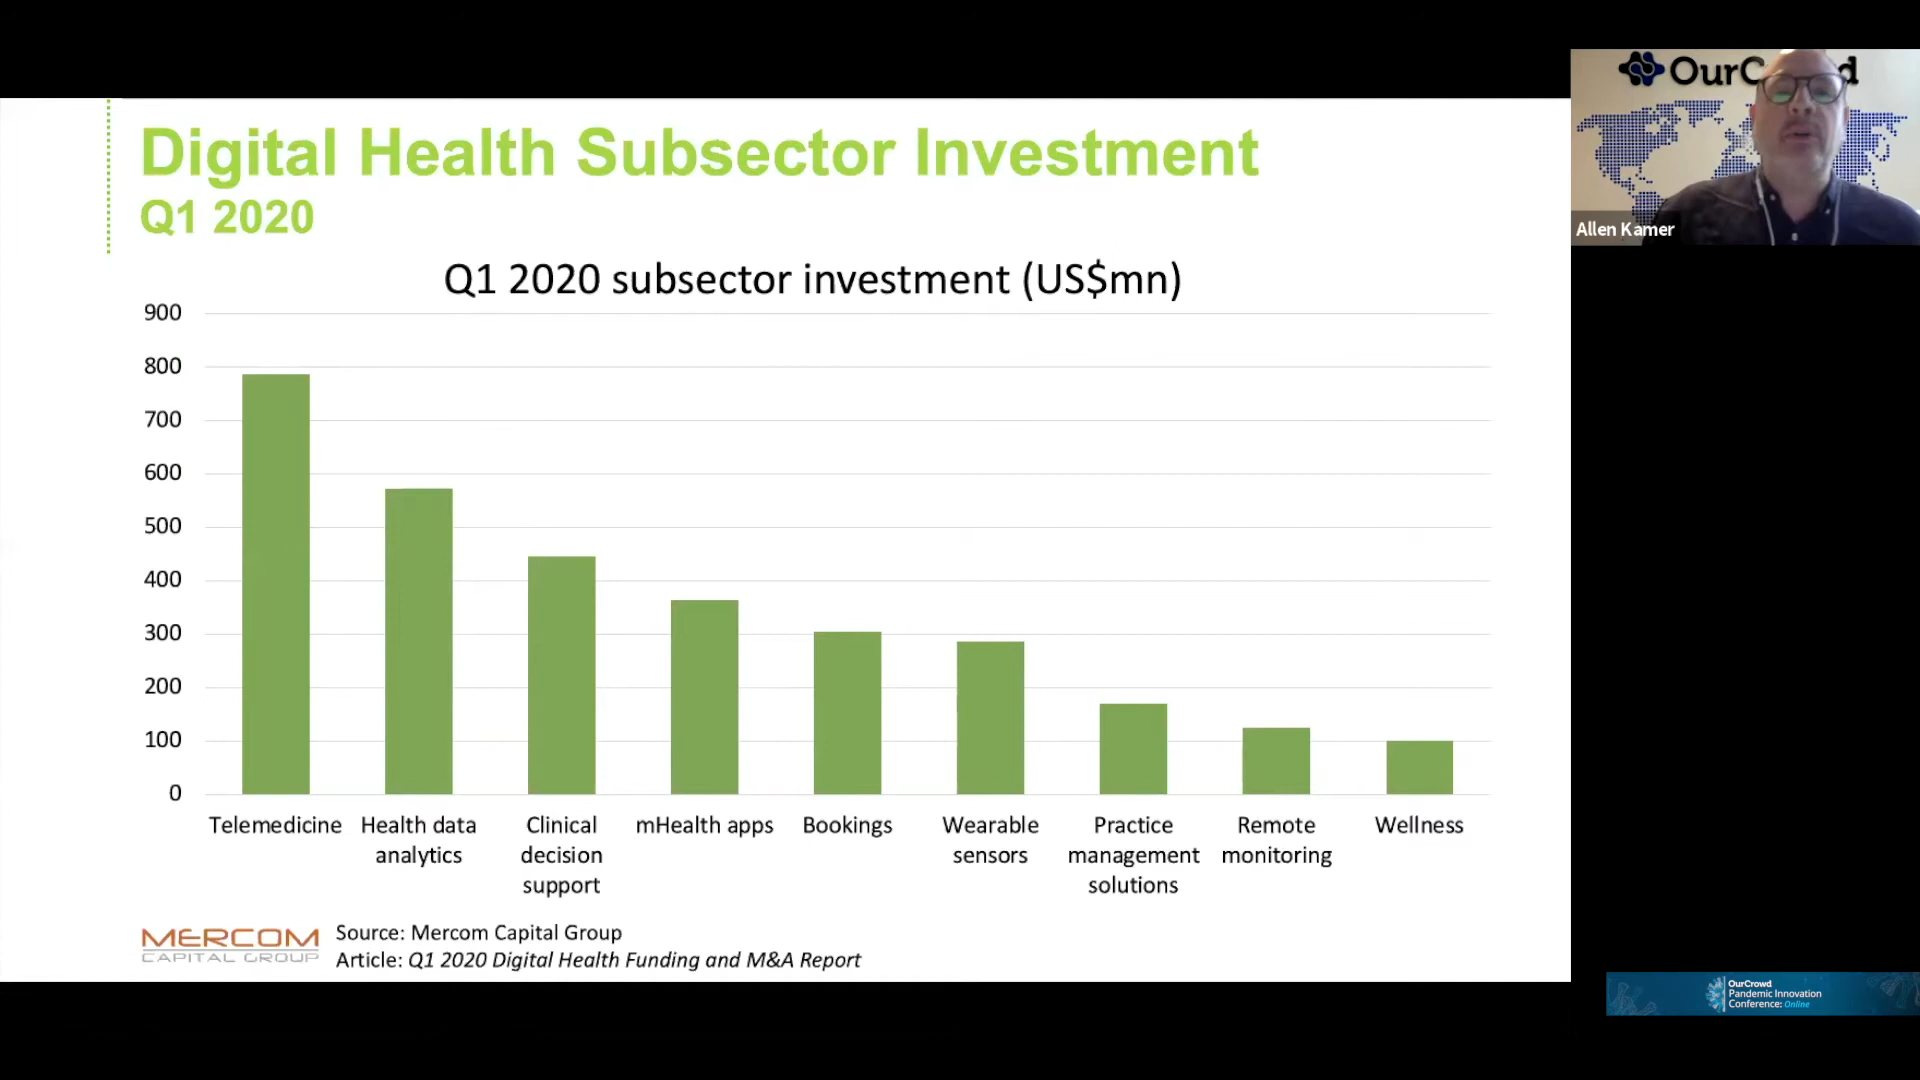 Digital Health Subsector Investment
Q1 2020
Q1 2020 subsector investment (US$mn)
900
800
700
600
500
400
300
200
100
0
Telemedicine
Health data
analytics
Clinical
decision
support
mHealth apps
Bookings
Wearable
sensors
Practice
management
solutions
Remote
monitoring
Wellness
MERCOM
CAPITAL GROUP
Source: Mercom Capital Group
Article: Q1 2020 Digital Health Funding and M&A Report
OurC d
Allen Kamer
OurCrowd
Pandemic Innovation
Conference: Online